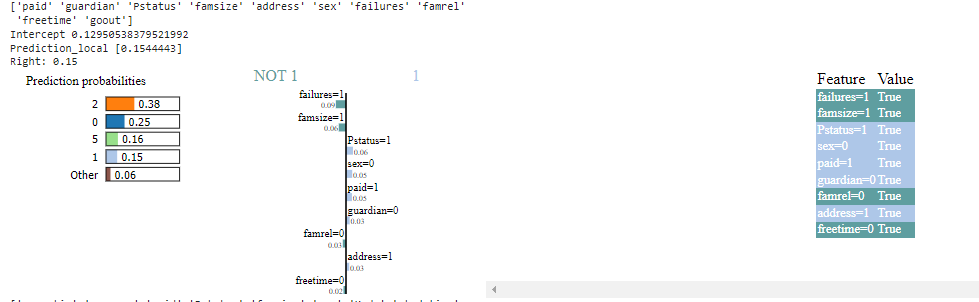 ['paid' 'guardian' 'Pstatus' 'famsize' 'address' 'sex' 'failures' 'famrel'
'freetime' 'goout']
Intercept 0.12950538379521992
Prediction_local [0.1544443]
Right: 0.15
Prediction probabilities
2 0.38
0 0.25
5 0.16
1 0.15
Other 0.06
NOT 1 1
failures=1
0.09
famsize=1
0.06
Pstatus=1
0.06
sex=0
0.05
paid=1
0.05
guardian=0
0.03
famrel=0
0.03
address=1
0.03
freetime=0
0.02
Feature Value
failures=1 True
famsize=1 True
Pstatus=1 True
sex=0 True
paid=1 True
guardian=0 True
famrel=0 True
address=1 True
freetime=0 True